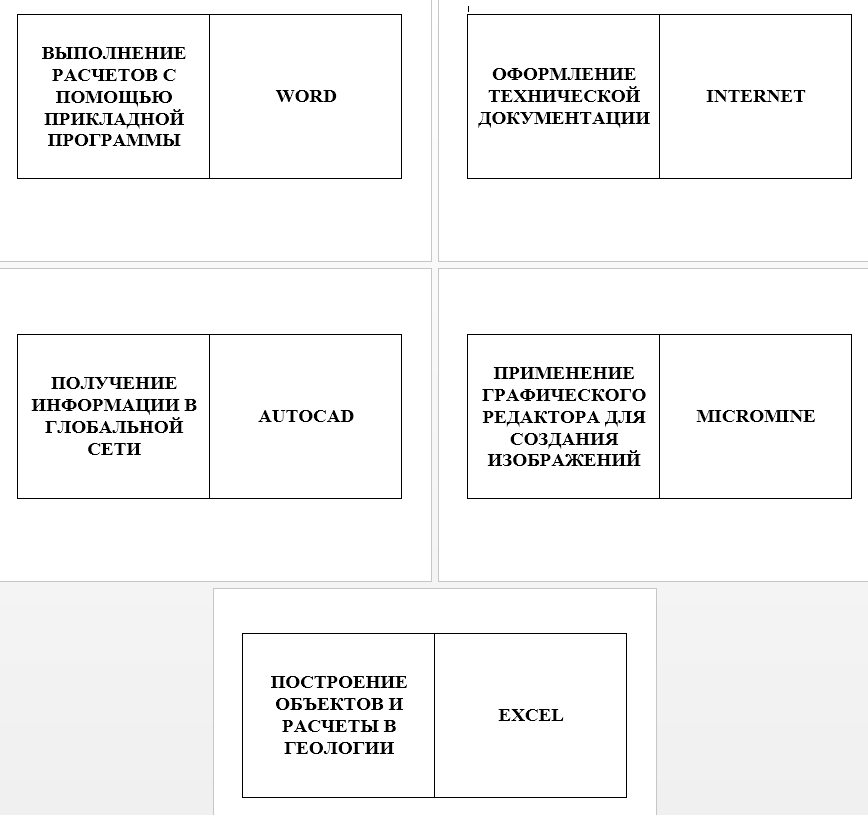 ВЫПОЛНЕНИЕ
РАСЧЕТОВ С
ПОМОЩЬЮ
ПРИКЛАДНОЙ
ПРОГРАММЫ
WORD
ОФОРМЛЕНИЕ
ТЕХНИЧЕСКОЙ
ДОКУМЕНТАЦИИ
INTERNET
ПОЛУЧЕНИЕ
ИНФОРМАЦИИ В
ГЛОБАЛЬНОЙ
СЕТИ
AUTOCAD
ПРИМЕНЕНИЕ
ГРАФИЧЕСКОГО
РЕДАКТОРА ДЛЯ
СОЗДАНИЯ
ИЗОБРАЖЕНИЙ
MICROMINE
ПОСТРОЕНИЕ
ОБЪЕКТОВ И
РАСЧЕТЫ В
ГЕОЛОГИИ
EXCEL